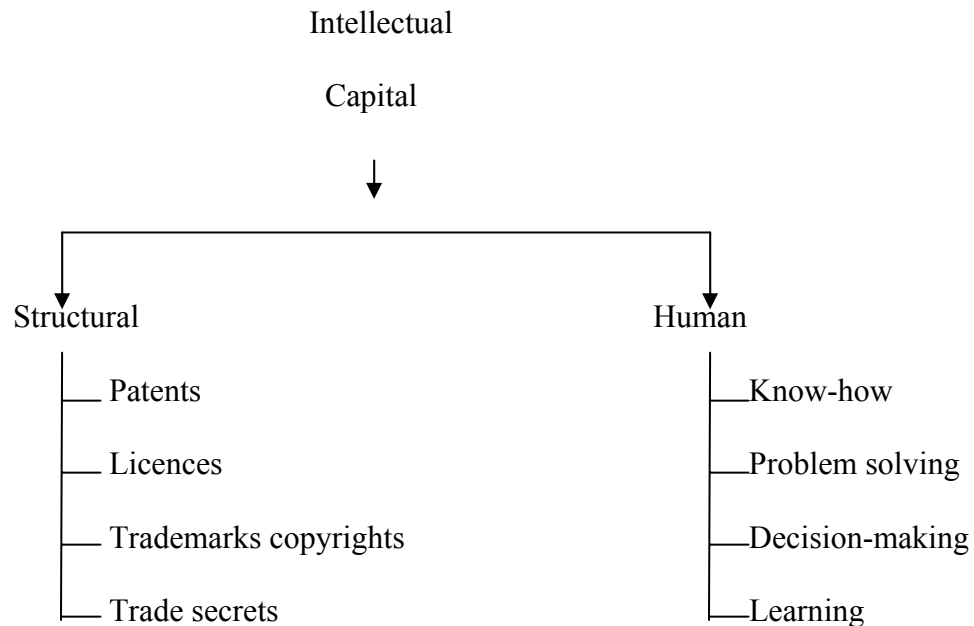 Intellectual
Capital
Structural
Human
Patents
Know-how
Licences
Problem solving
Trademarks copyrights
Decision-making
Trade secrets
Learning